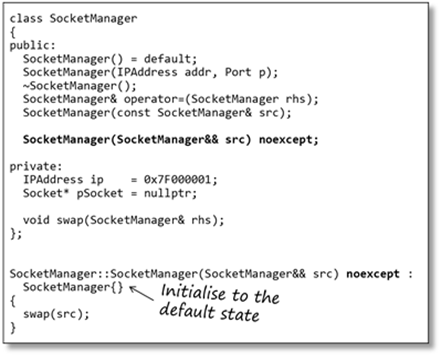 class SocketManager
{
public:
  SocketManager() = default;
  SocketManager(IPAddress addr, Port p);
  ~SocketManager();
  SocketManager& operator=(SocketManager rhs);
  SocketManager(const SocketManager& src);
  SocketManager(SocketManager&& src) noexcept;
private:
  IPAddress ip    = 0x7F000001;
  Socket* pSocket = nullptr;
  void swap(SocketManager& rhs);
};
SocketManager::SocketManager(SocketManager&& src) noexcept :
  SocketManager{}
Initialise to the
default state
{
  swap(src);
}